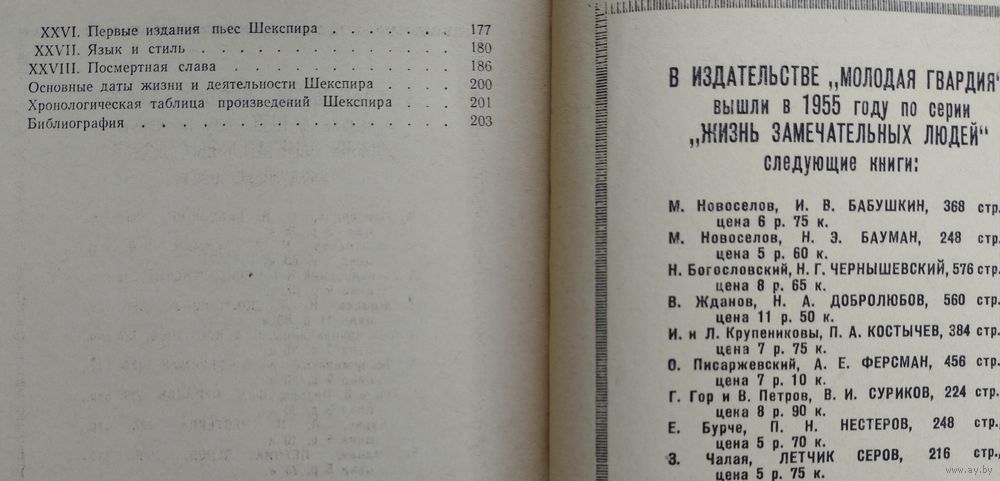 XXVI. Первые издания пьес Шекспира . . . . . . . 177
XXVII. Язык и стиль . . . . . . . . . . . . . 180
XXVIII. Посмертная слава . . . . . . . . . . . 186
Основные даты жизни и деятельности Шекспира . . . . 200
Хронологическая таблица произведений Шекспира . . . 201
Библиография . . . . . . . . . . . . . . . . . 203
В ИЗДАТЕЛЬСТВЕ „МОЛОДАЯ ГВАРДИЯ“
вышли в 1955 году по серии
„ЖИЗНЬ ЗАМЕЧАТЕЛЬНЫХ ЛЮДЕЙ“
следующие книги:
М. Новоселов, И. В. БАБУШКИН, 368 стр.
цена 6 р. 75 к.
М. Новоселов, Н. Э. БАУМАН, 248 стр.
цена 5 р. 60 к.
Н. Богословский, Н. Г. ЧЕРНЫШЕВСКИЙ, 576 стр.
цена 8 р. 65 к.
В. Жданов, Н. А. ДОБРОЛЮБОВ, 560 стр.
цена 11 р. 50 к.
И. и Л. Крупениковы, П. А. КОСТЫЧЕВ, 384 стр.
цена 7 р. 75 к.
О. Писаржевский, А. Е. ФЕРСМАН, 456 стр.
цена 7 р. 10 к.
Г. Гор и В. Петров, В. И. СУРИКОВ, 224 стр.
цена 8 р. 90 к.
Е. Бурче, П. Н. НЕСТЕРОВ, 248 стр.,
цена 5 р. 70 к.
З. Чалая, ЛЕТЧИК СЕРОВ, 216 стр.,
цена 5 р. 75 к.
www.ay.by